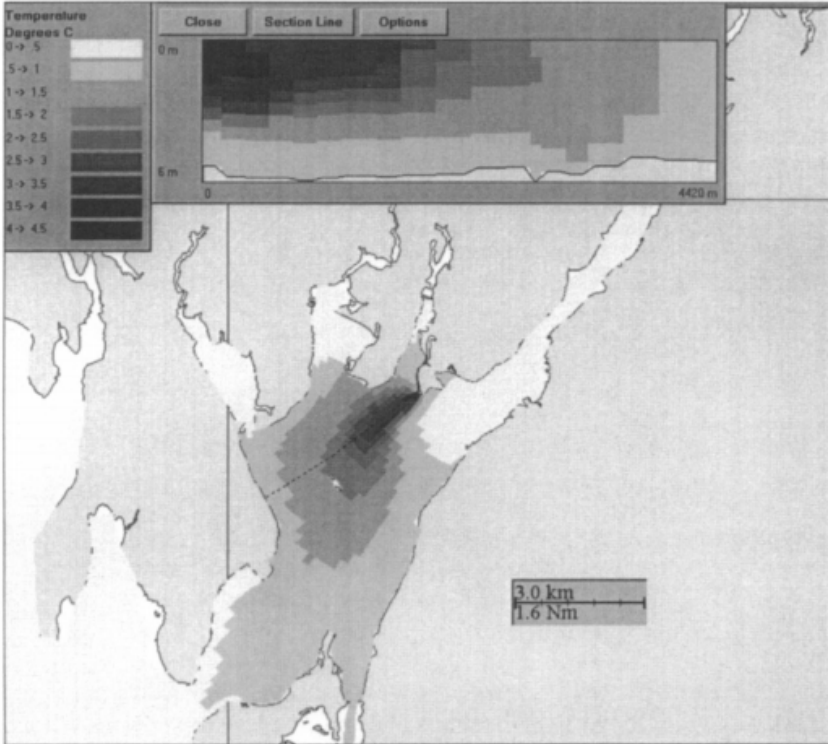 Temperature
Degrees C
0-> .5
.5-> 1
1-> 1.5
1.5-> 2
2-> 2.5
2.5-> 3
3-> 3.5
3.5-> 4
4-> 4.5
Close
Section Line
Options
0 m
6 m
0
4420 m
3.0 km
1.6 Nm